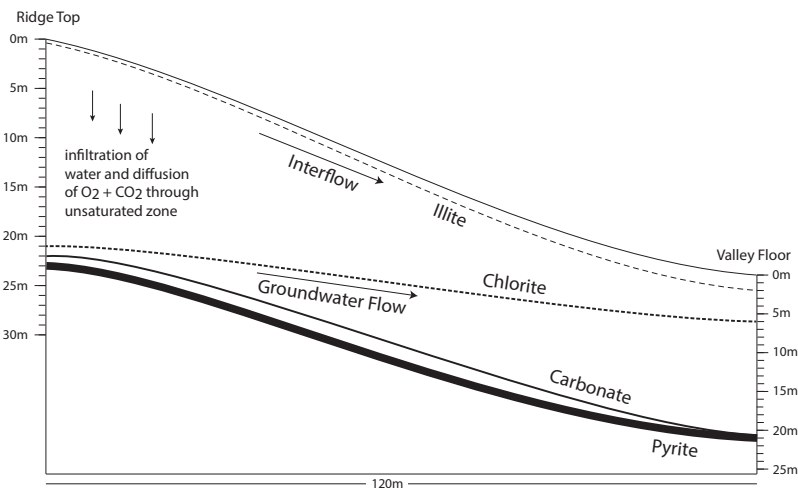 Ridge Top
0m
5m
10m
15m
20m
25m
30m
infiltration of
water and diffusion
of O2 + CO2 through
unsaturated zone
Interflow
Illite
Valley Floor
0m
5m
10m
15m
20m
25m
Chlorite
Groundwater Flow
Carbonate
Pyrite
120m